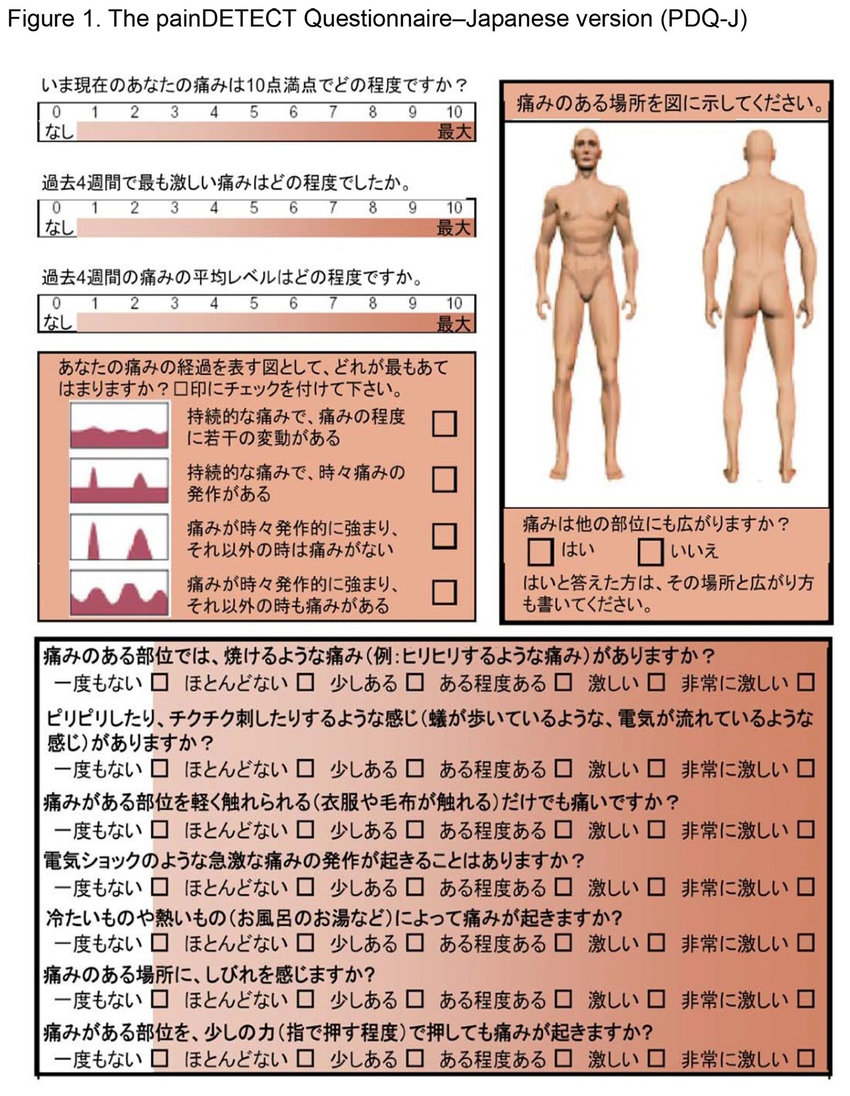 Figure 1. The painDETECT Questionnaire–Japanese version (PDQ-J)
いま現在のあなたの痛みは10点満点でどの程度ですか？
0 1 2 3 4 5 6 7 8 9 10
なし 最大
過去4週間で最も激しい痛みはどの程度でしたか。
0 1 2 3 4 5 6 7 8 9 10
なし 最大
過去4週間の痛みの平均レベルはどの程度ですか。
0 1 2 3 4 5 6 7 8 9 10
なし 最大
あなたの痛みの経過を表す図として、どれが最もあて
はまりますか？□印にチェックを付けて下さい。
持続的な痛みで、痛みの程度
に若干の変動がある
持続的な痛みで、時々痛みの
発作がある
痛みが時々発作的に強まり、
それ以外の時は痛みがない
痛みが時々発作的に強まり、
それ以外の時も痛みがある
痛みのある場所を図に示してください。
痛みは他の部位にも広がりますか？
□ はい □ いいえ
はいと答えた方は、その場所と広がり方
も書いてください。
痛みのある部位では、焼けるような痛み（例：ヒリヒリするような痛み）がありますか？
一度もない □ ほとんどない □ 少しある □ ある程度ある □ 激しい □ 非常に激しい □
ピリピリしたり、チクチク刺したりするような感じ（蟻が歩いているような、電気が流れているような
感じ）がありますか？
一度もない □ ほとんどない □ 少しある □ ある程度ある □ 激しい □ 非常に激しい □
痛みがある部位を軽く触れられる（衣服や毛布が触れる）だけでも痛いですか？
一度もない □ ほとんどない □ 少しある □ ある程度ある □ 激しい □ 非常に激しい □
電気ショックのような急激な痛みの発作が起きることはありますか？
一度もない □ ほとんどない □ 少しある □ ある程度ある □ 激しい □ 非常に激しい □
冷たいものや熱いもの（お風呂のお湯など）によって痛みが起きますか？
一度もない □ ほとんどない □ 少しある □ ある程度ある □ 激しい □ 非常に激しい □
痛みのある場所に、しびれを感じますか？
一度もない □ ほとんどない □ 少しある □ ある程度ある □ 激しい □ 非常に激しい □
痛みがある部位を、少しの力（指で押す程度）で押しても痛みが起きますか？
一度もない □ ほとんどない □ 少しある □ ある程度ある □ 激しい □ 非常に激しい □